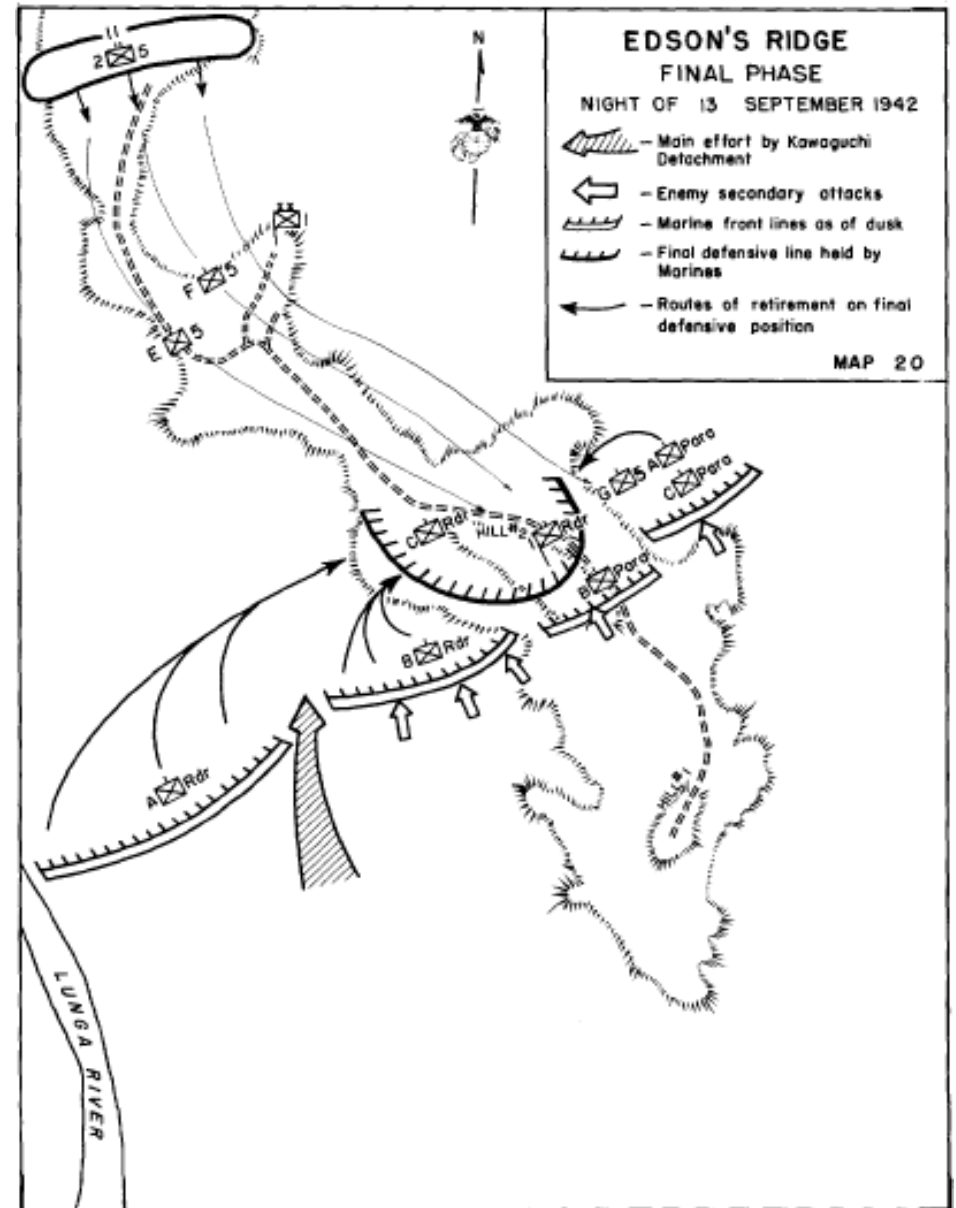 EDSON'S RIDGE
FINAL PHASE
NIGHT OF 13 SEPTEMBER 1942
– Main effort by Kawaguchi
Detachment
– Enemy secondary attacks
– Marine front lines as of dusk
– Final defensive line held by
Marines
– Routes of retirement on final
defensive position
MAP 20
N
2 5
1
F 5
E 5
A Para
G 5
C Para
C Rdr
HILL #2
Rdr
B Para
B Rdr
A Rdr
HILL #1
LUNGA RIVER